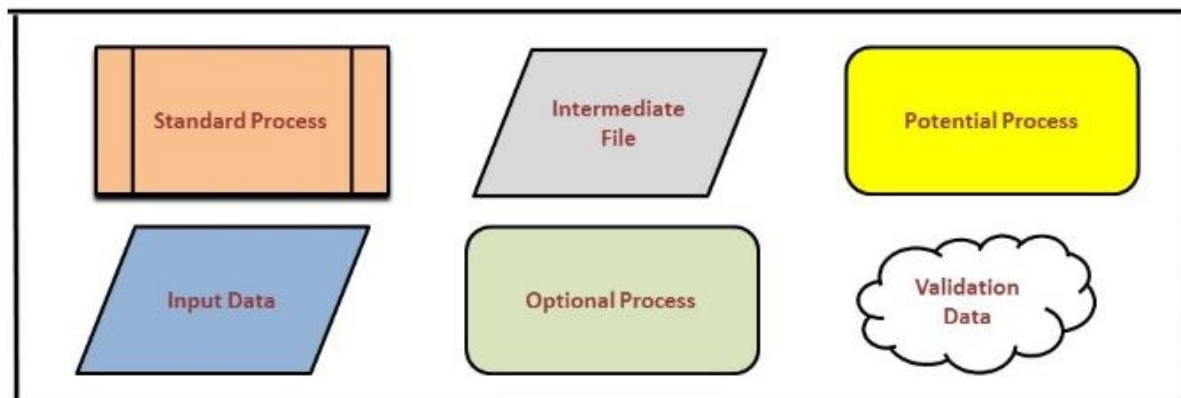 Standard Process
Intermediate
File
Potential Process
Input Data
Optional Process
Validation
Data